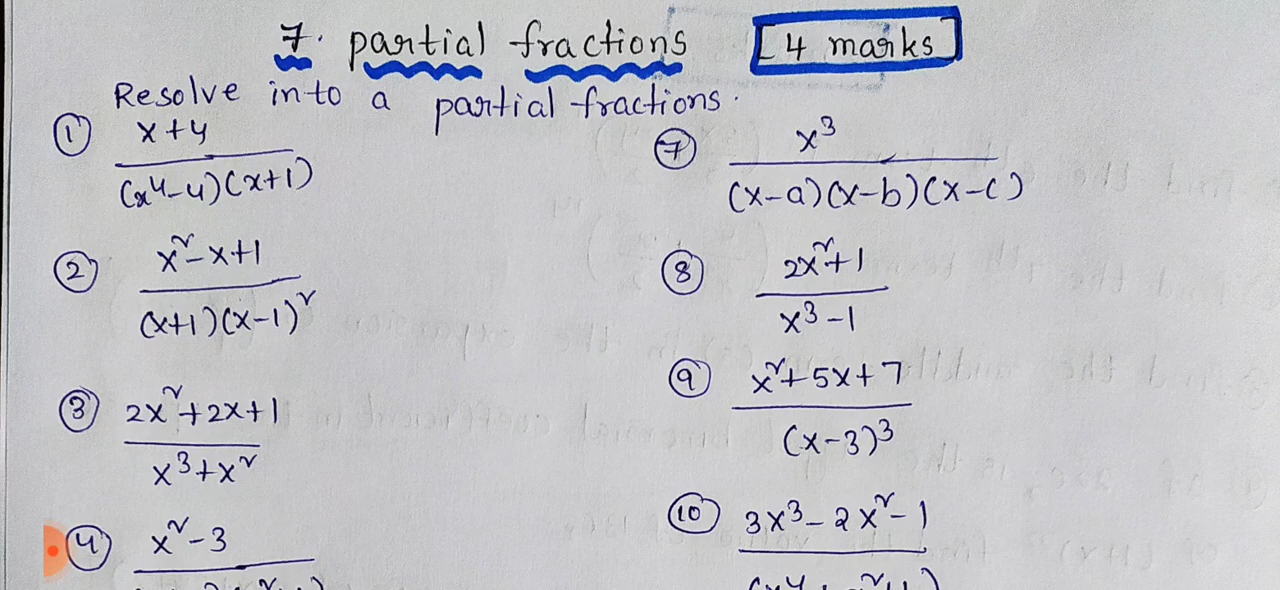 7. partial fractions [4 marks]
Resolve into a partial fractions.
① x+4
(x⁴-4)(x+1)
② x²-x+1
(x+1)(x-1)²
③ 2x²+2x+1
x³+x²
④ x²-3
⑦ x³
(x-a)(x-b)(x-c)
⑧ 2x²+1
x³-1
⑨ x²+5x+7
(x-3)³
⑩ 3x³-2x²-1